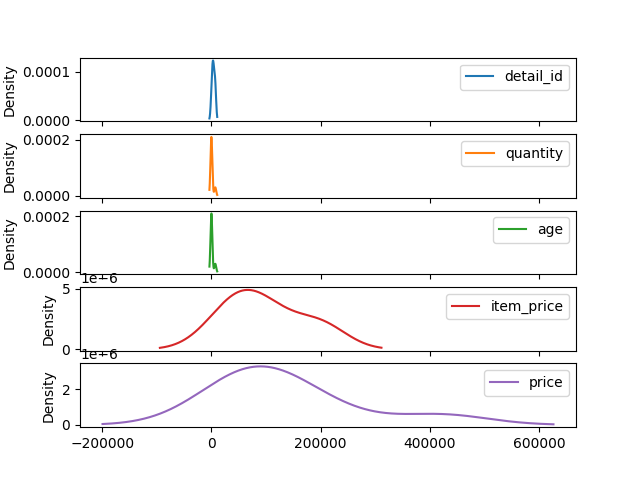 Density
0.0001
0.0000
detail_id
Density
0.0002
0.0000
quantity
Density
0.0002
0.0000
age
1e−6
Density
5
0
item_price
1e−6
Density
2
0
price
−200000 0 200000 400000 600000